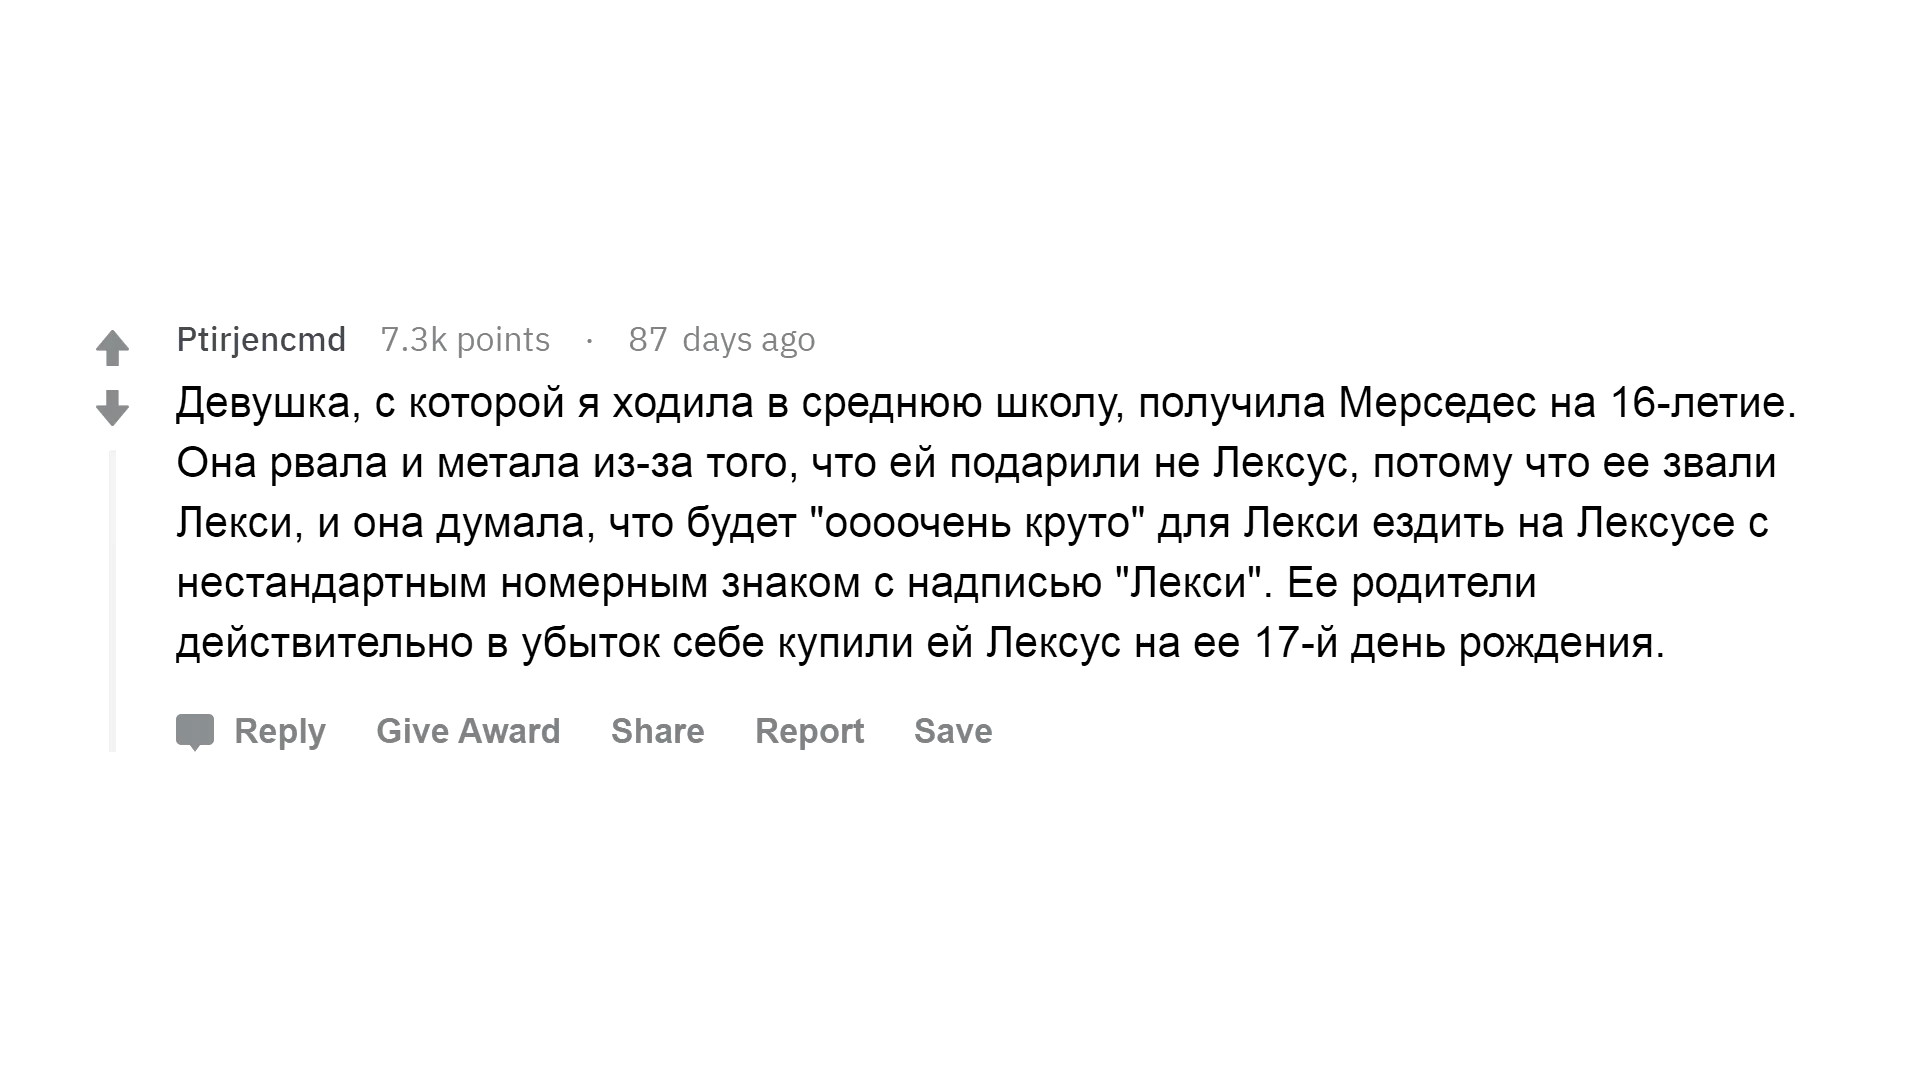 Ptirjencmd 7.3k points · 87 days ago
Девушка, с которой я ходила в среднюю школу, получила Мерседес на 16-летие.
Она рвала и метала из-за того, что ей подарили не Лексус, потому что ее звали
Лекси, и она думала, что будет "оооочень круто" для Лекси ездить на Лексусе с
нестандартным номерным знаком с надписью "Лекси". Ее родители
действительно в убыток себе купили ей Лексус на ее 17-й день рождения.
Reply Give Award Share Report Save